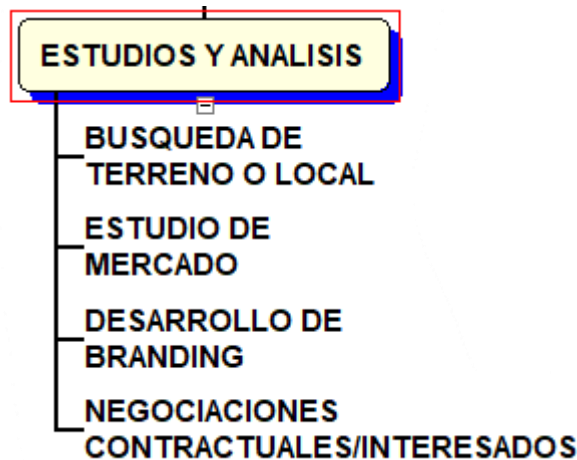 ESTUDIOS Y ANALISIS
BUSQUEDA DE
TERRENO O LOCAL
ESTUDIO DE
MERCADO
DESARROLLO DE
BRANDING
NEGOCIACIONES
CONTRACTUALES/INTERESADOS